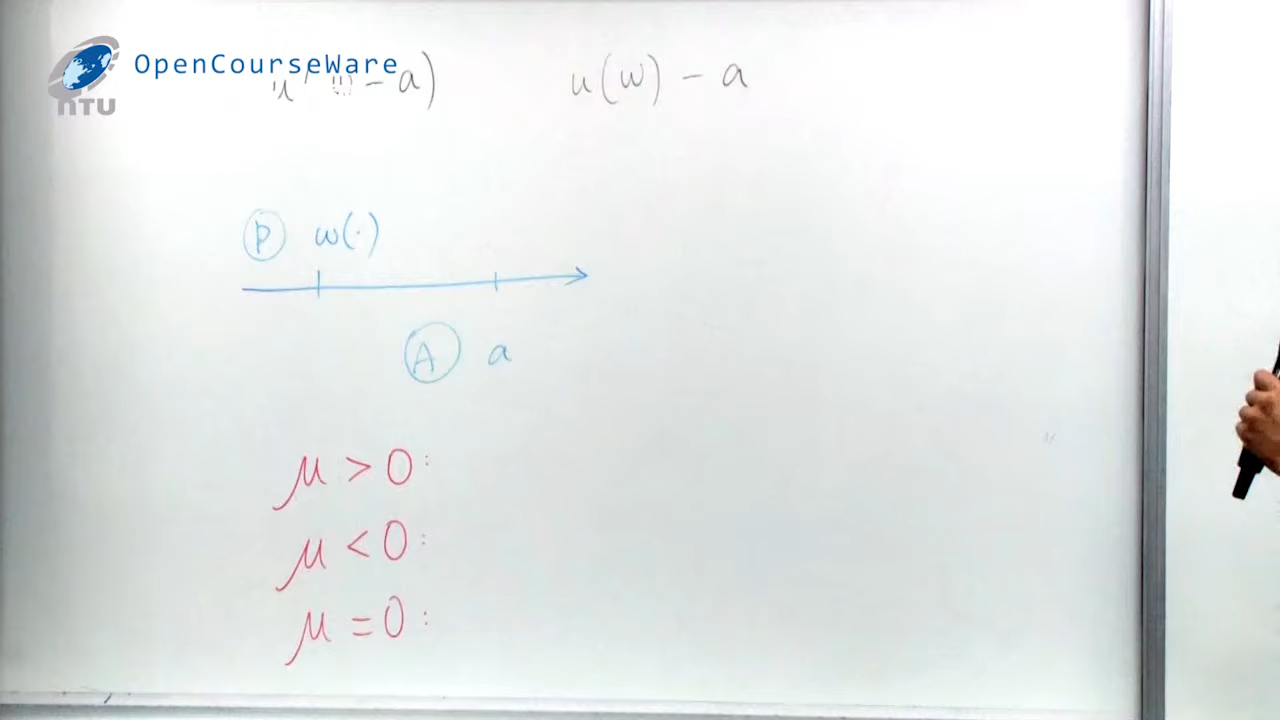 OpenCourseWare
NTU
u(w - a) u(w) - a
P w(·)
A a
μ > 0:
μ < 0:
μ = 0: